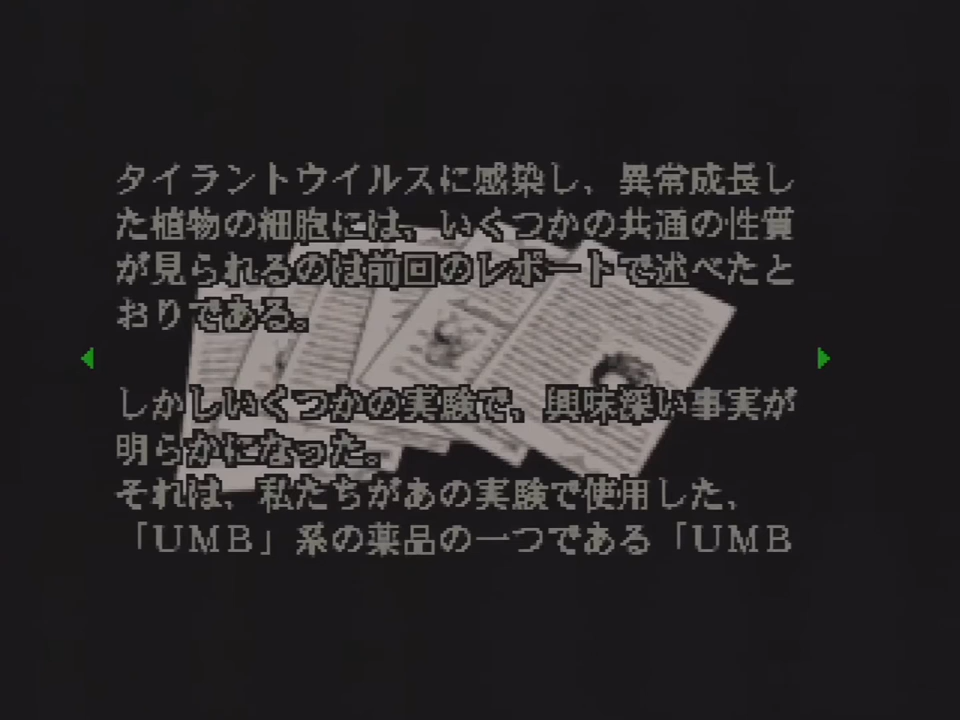 タイラントウイルスに感染し、異常成長し
た植物の細胞には、いくつかの共通の性質
が見られるのは前回のレポートで述べたと
おりである。
しかしいくつかの実験で、興味深い事実が
明らかになった。
それは、私たちがあの実験で使用した、
「ＵＭＢ」系の薬品の一つである「ＵＭＢ